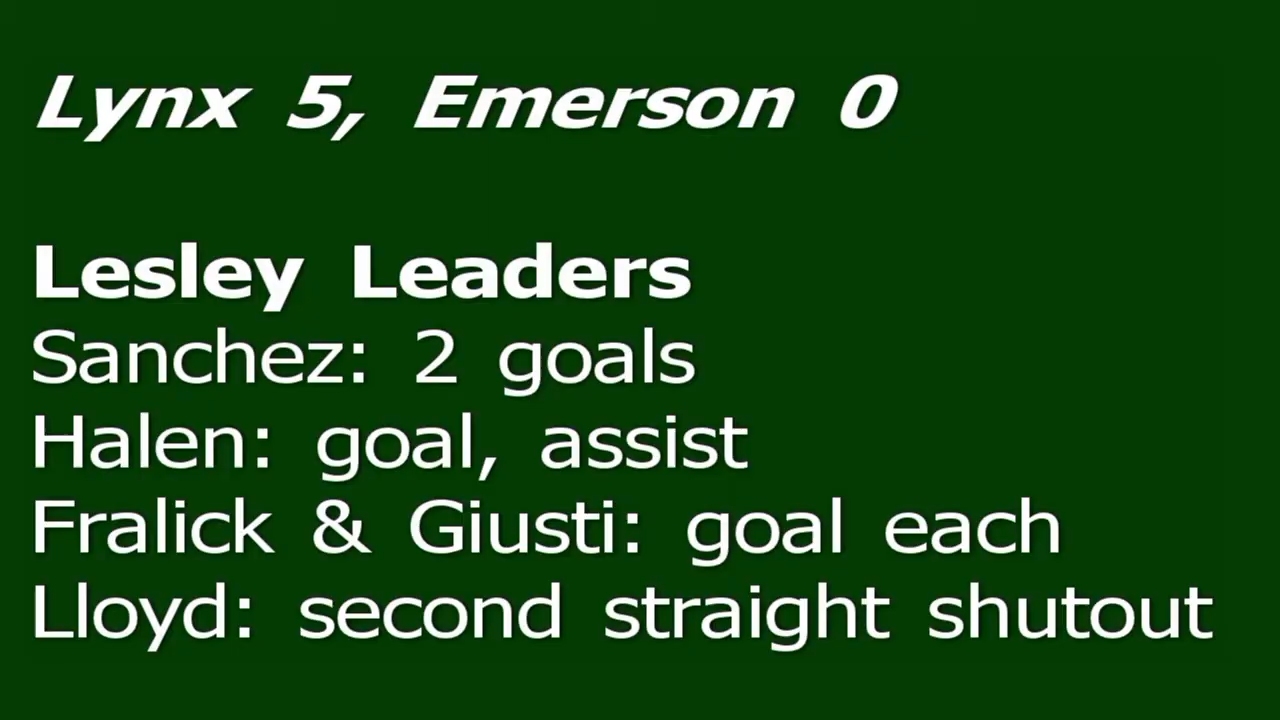 Lynx 5, Emerson 0
Lesley Leaders
Sanchez: 2 goals
Halen: goal, assist
Fralick & Giusti: goal each
Lloyd: second straight shutout